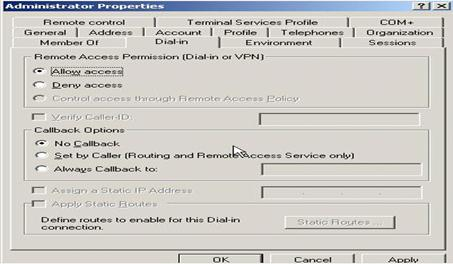 Administrator Properties
Remote control Terminal Services Profile COM+
General Address Account Profile Telephones Organization
Member Of Dial-in Environment Sessions
Remote Access Permission (Dial-in or VPN)
Allow access
Deny access
Control access through Remote Access Policy
Verify Caller-ID:
Callback Options
No Callback
Set by Caller (Routing and Remote Access Service only)
Always Callback to:
Assign a Static IP Address
Apply Static Routes
Define routes to enable for this Dial-in
connection.
Static Routes ...
OK Cancel Apply